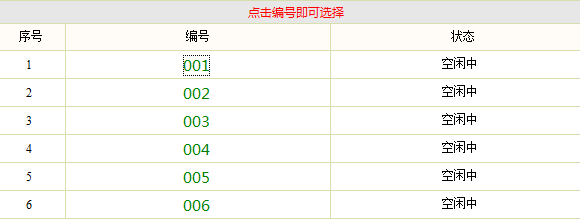 点击编号即可选择
序号 编号 状态
1 001 空闲中
2 002 空闲中
3 003 空闲中
4 004 空闲中
5 005 空闲中
6 006 空闲中